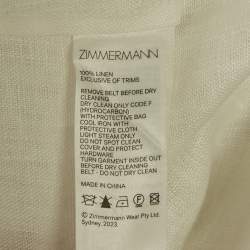 ZIMMERMANN
100% LINEN
EXCLUSIVE OF TRIMS
REMOVE BELT BEFORE DRY
CLEANING
DRY CLEAN ONLY CODE F
(HYDROCARBON)
WITH PROTECTIVE BAG
COOL IRON WITH
PROTECTIVE CLOTH
LIGHT STEAM ONLY
DO NOT SPOT CLEAN
COVER AND PROTECT
HARDWARE
TURN GARMENT INSIDE OUT
BEFORE DRY CLEANING
BELT - DO NOT DRY CLEAN
MADE IN CHINA
© Zimmermann Wear Pty Ltd.
Sydney, 2023